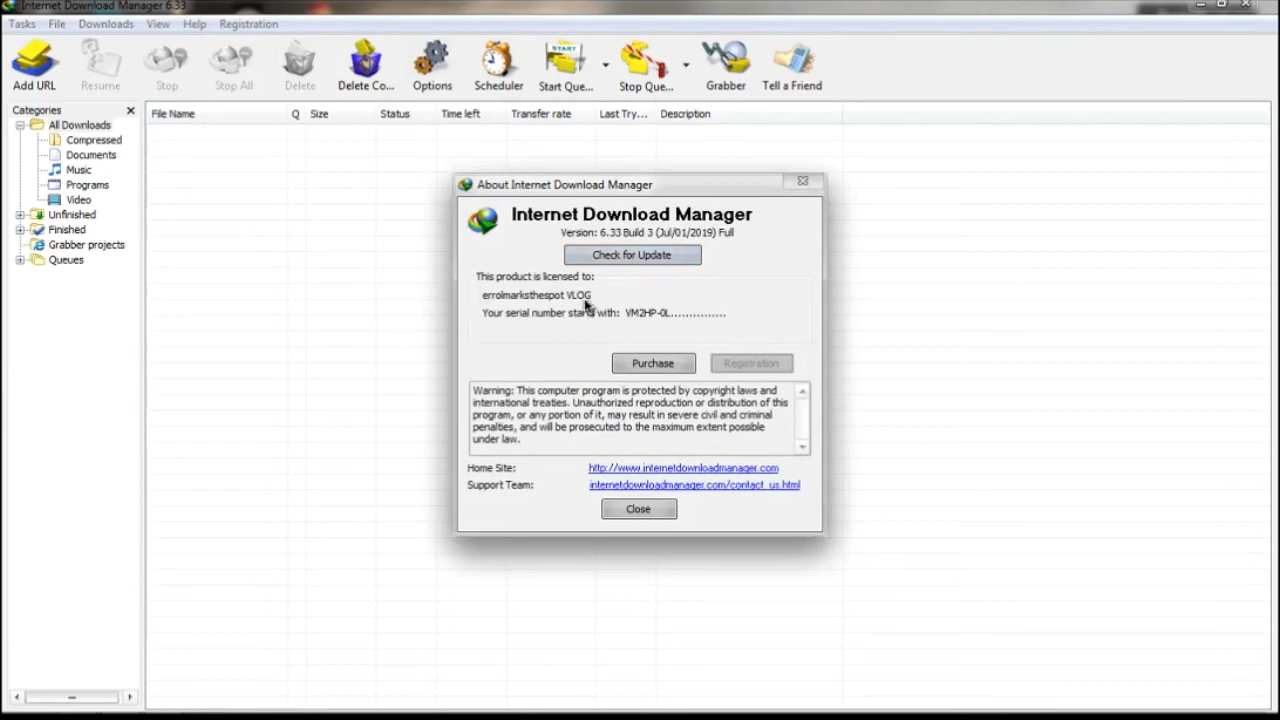 Internet Download Manager 6.33
Tasks File Downloads View Help Registration
Add URL Resume Stop Stop All Delete Delete Co... Options Scheduler Start Que... Stop Que... Grabber Tell a Friend
START
Categories
File Name Q Size Status Time left Transfer rate Last Try... Description
All Downloads
Compressed
Documents
Music
Programs
Video
Unfinished
Finished
Grabber projects
Queues
About Internet Download Manager
Internet Download Manager
Version: 6.33 Build 3 (Jul/01/2019) Full
Check for Update
This product is licensed to:
errolmarksthespot VLOG
Your serial number starts with: VM2HP-0L...............
Purchase Registration
Warning: This computer program is protected by copyright laws and
international treaties. Unauthorized reproduction or distribution of this
program, or any portion of it, may result in severe civil and criminal
penalties, and will be prosecuted to the maximum extent possible
under law.
Home Site: http://www.internetdownloadmanager.com
Support Team: internetdownloadmanager.com/contact_us.html
Close